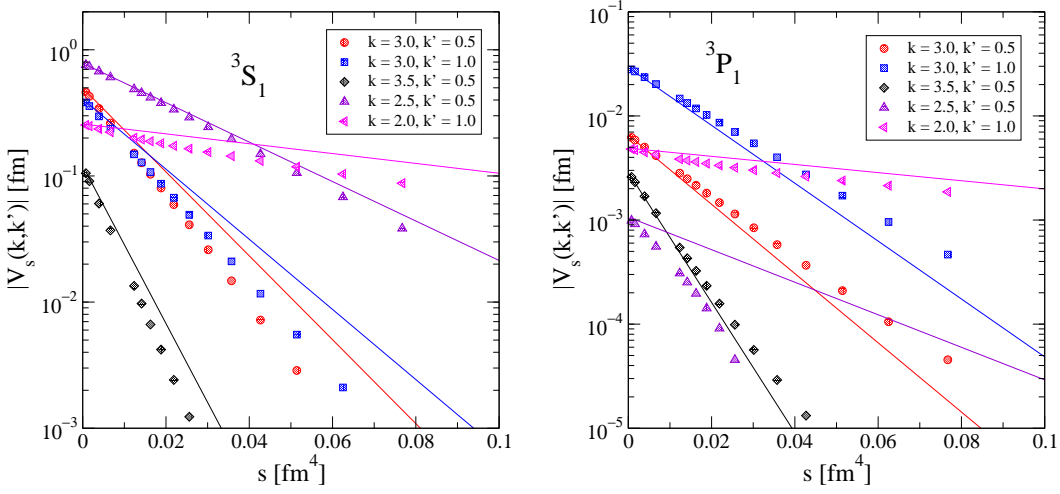 ³S₁
k = 3.0, k' = 0.5
k = 3.0, k' = 1.0
k = 3.5, k' = 0.5
k = 2.5, k' = 0.5
k = 2.0, k' = 1.0
|Vₛ(k,k')| [fm]
10⁰
10⁻¹
10⁻²
10⁻³
0
0.02
0.04
0.06
0.08
0.1
s [fm⁴]
³P₁
k = 3.0, k' = 0.5
k = 3.0, k' = 1.0
k = 3.5, k' = 0.5
k = 2.5, k' = 0.5
k = 2.0, k' = 1.0
|Vₛ(k,k')| [fm]
10⁻¹
10⁻²
10⁻³
10⁻⁴
10⁻⁵
0
0.02
0.04
0.06
0.08
0.1
s [fm⁴]